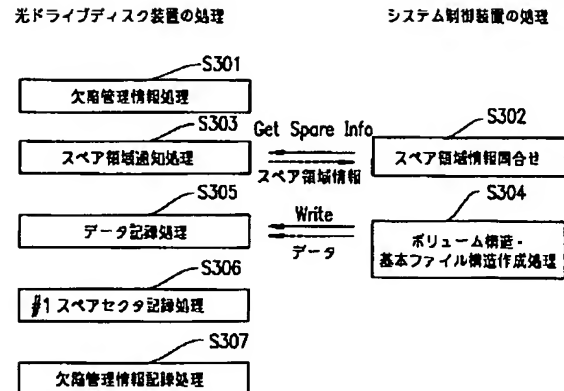 光ドライブディスク装置の処理
システム制御装置の処理
S301
欠陥管理情報処理
S303
スペア領域通知処理
Get Spare Info
スペア領域情報
S302
スペア領域情報問合せ
S305
データ記録処理
Write
データ
S304
ボリューム構造・
基本ファイル構造作成処理
S306
#1 スペアセクタ記録処理
S307
欠陥管理情報記録処理